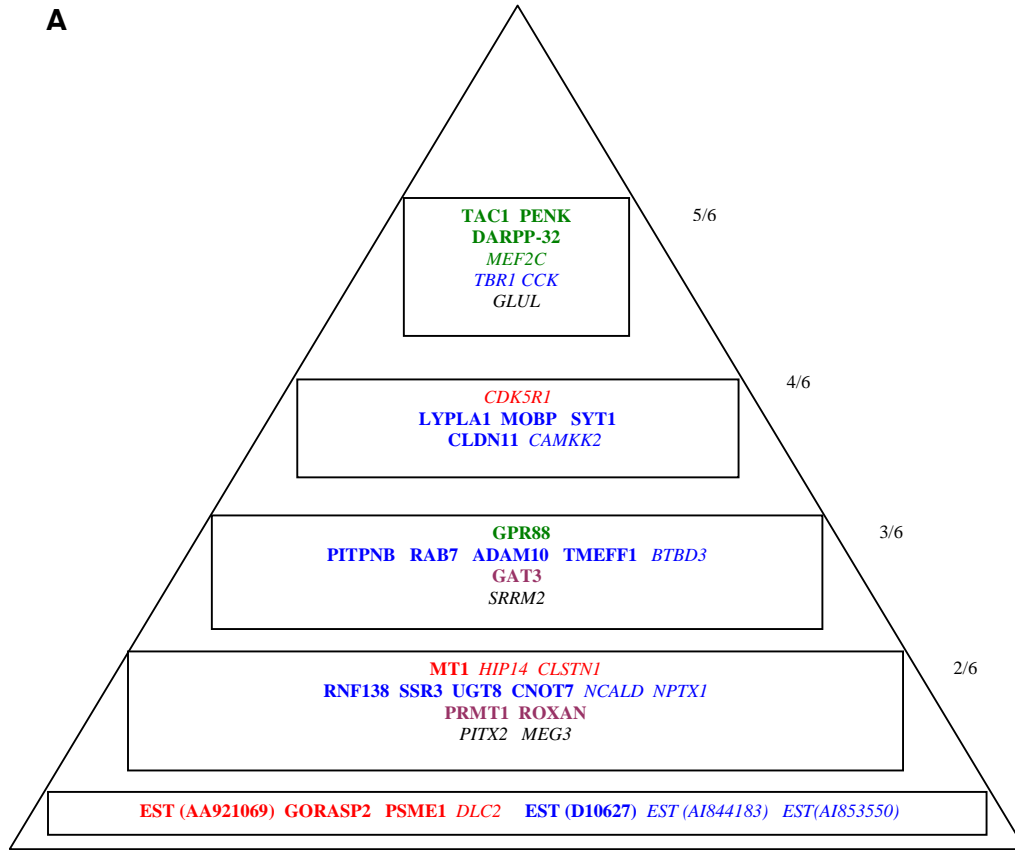 A
TAC1 PENK
DARPP-32
MEF2C
TBR1 CCK
GLUL
5/6
CDK5R1
LYPLA1 MOBP SYT1
CLDN11 CAMKK2
4/6
GPR88
PITPNB RAB7 ADAM10 TMEFF1 BTBD3
GAT3
SRRM2
3/6
MT1 HIP14 CLSTN1
RNF138 SSR3 UGT8 CNOT7 NCALD NPTX1
PRMT1 ROXAN
PITX2 MEG3
2/6
EST (AA921069) GORASP2 PSME1 DLC2 EST (D10627) EST (AI844183) EST(AI853550)